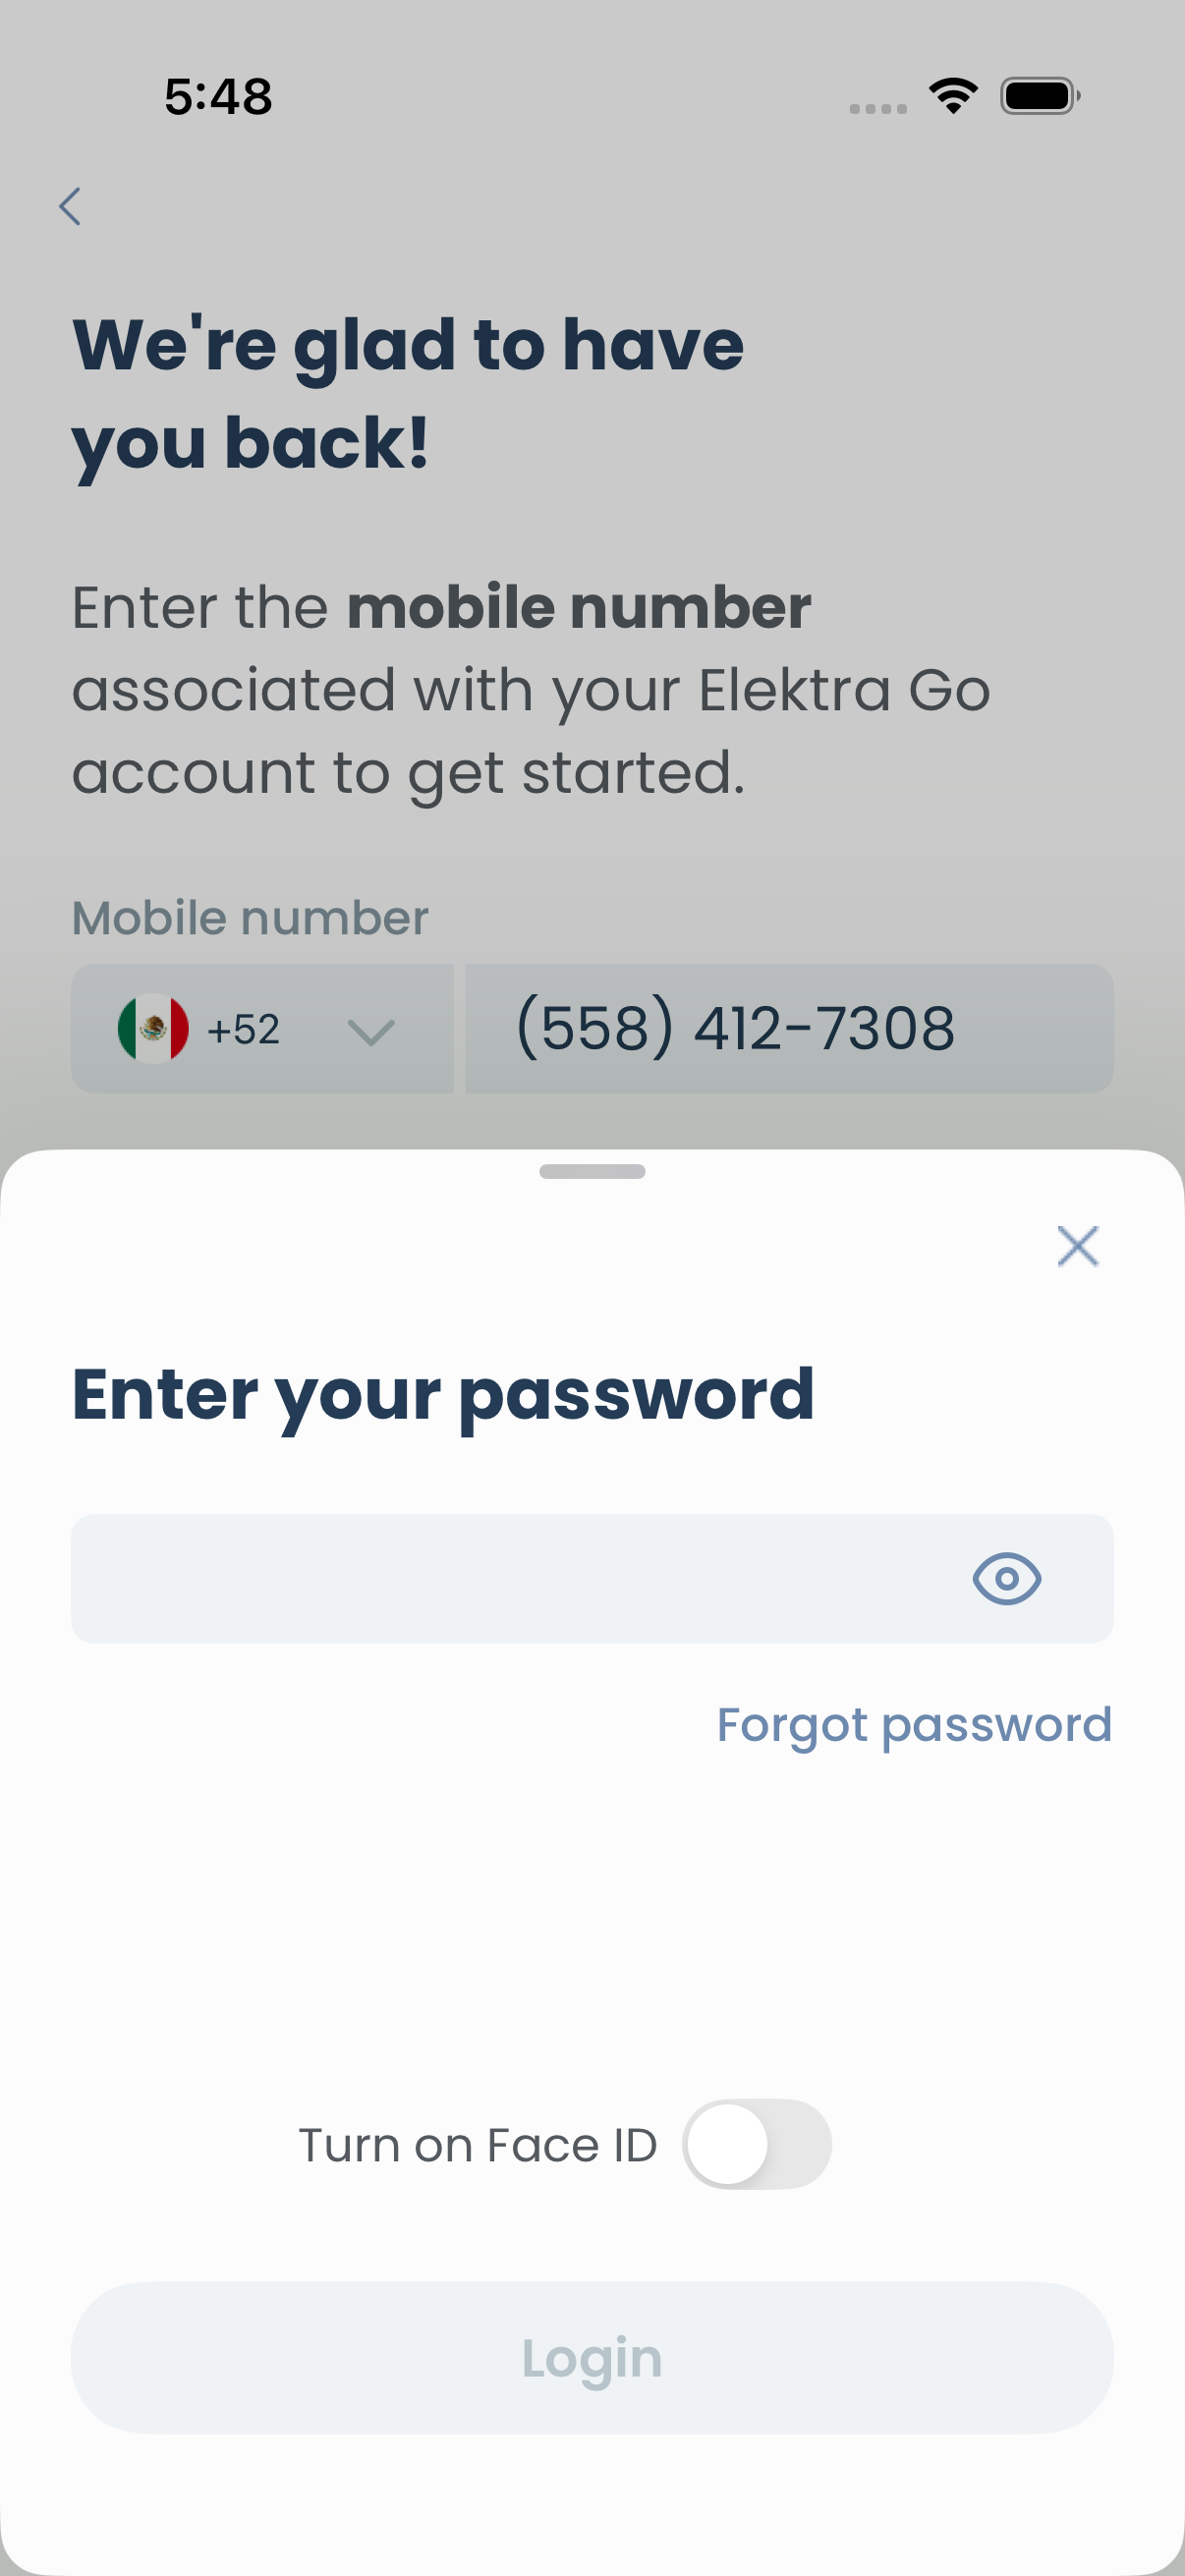 5:48
We're glad to have
you back!
Enter the mobile number
associated with your Elektra Go
account to get started.
Mobile number
+52
(558) 412-7308
Enter your password
Forgot password
Turn on Face ID
Login